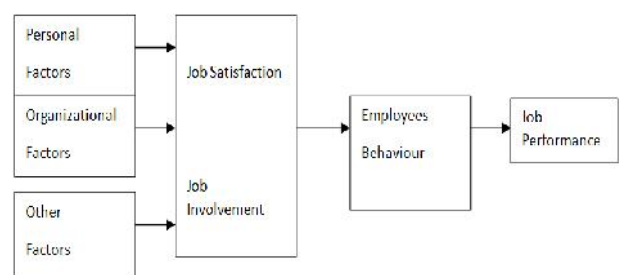 Personal
Factors
Organizational
Factors
Other
Factors
Job Satisfaction
Job
Involvement
Employees
Behaviour
Job
Performance